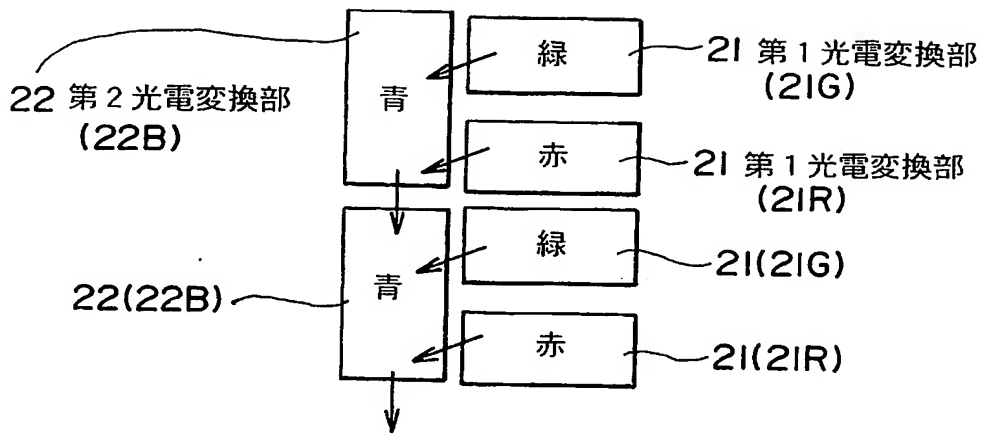 緑
21 第1光電変換部
(21G)
22 第2光電変換部
(22B)
青
赤
21 第1光電変換部
(21R)
緑
21(21G)
青
22(22B)
赤
21(21R)